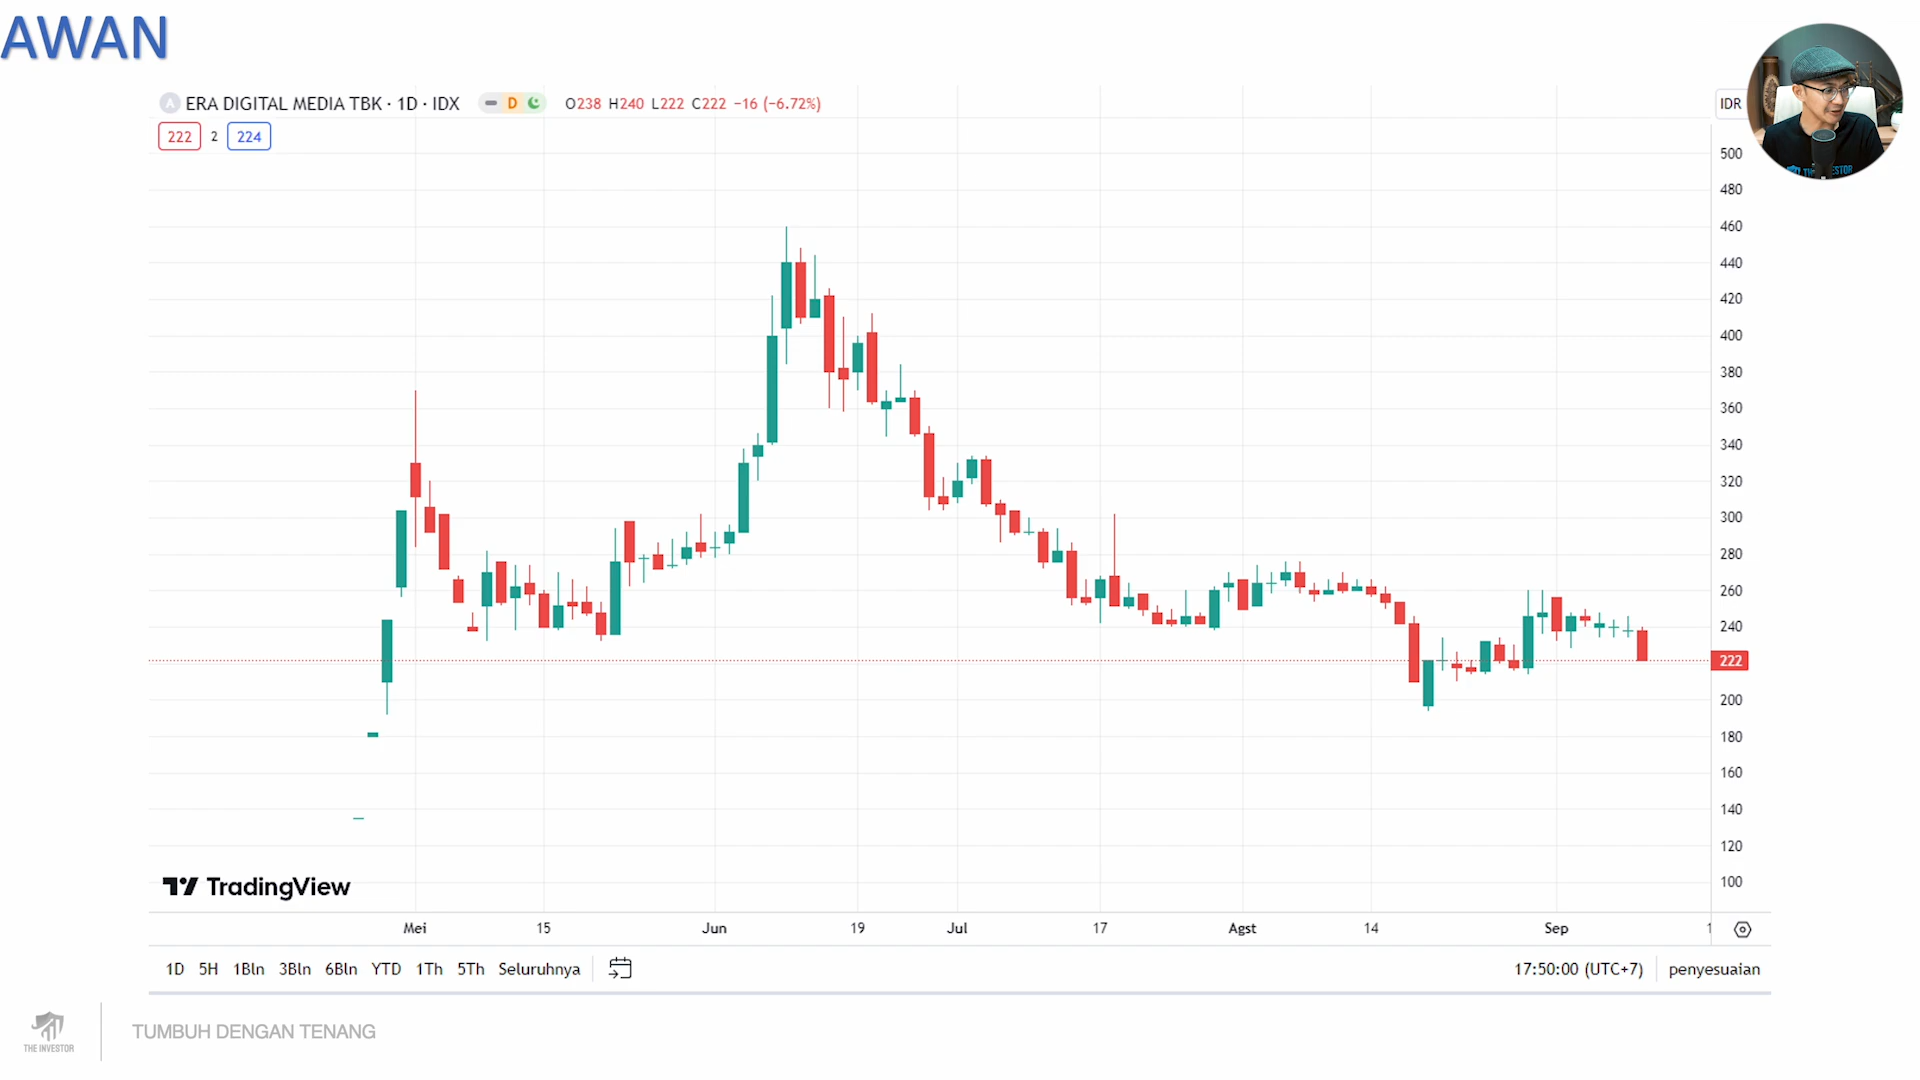 AWAN
A ERA DIGITAL MEDIA TBK · 1D · IDX D O238 H240 L222 C222 −16 (−6.72%)
222 2 224
IDR
500
480
460
440
420
400
380
360
340
320
300
280
260
240
222
200
180
160
140
120
100
TradingView
Mei 15 Jun 19 Jul 17 Agst 14 Sep 1
1D 5H 1Bln 3Bln 6Bln YTD 1Th 5Th Seluruhnya 17:50:00 (UTC+7) penyesuaian
THE INVESTOR
TUMBUH DENGAN TENANG